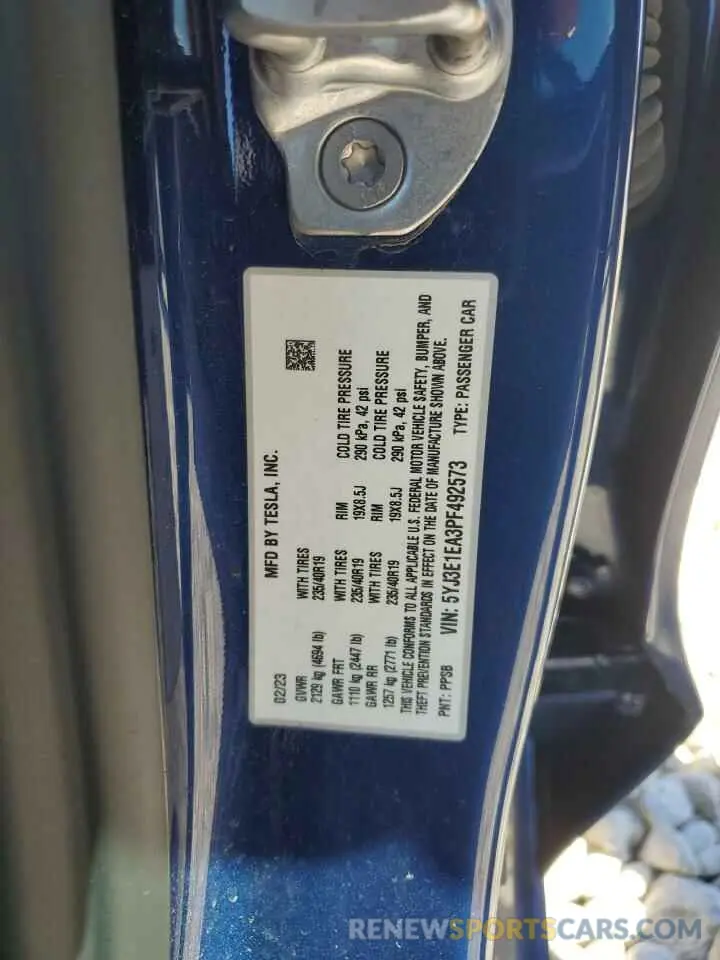 MFD BY TESLA, INC.
02/23
GVWR WITH TIRES
2129 kg (4694 lb) 235/40R19
GAWR FRT WITH TIRES RIM COLD TIRE PRESSURE
1110 kg (2447 lb) 235/40R19 19X8.5J 290 kPa, 42 psi
GAWR RR WITH TIRES RIM COLD TIRE PRESSURE
1257 kg (2771 lb) 235/40R19 19X8.5J 290 kPa, 42 psi
THIS VEHICLE CONFORMS TO ALL APPLICABLE U.S. FEDERAL MOTOR VEHICLE SAFETY, BUMPER, AND
THEFT PREVENTION STANDARDS IN EFFECT ON THE DATE OF MANUFACTURE SHOWN ABOVE.
PNT: PPSB VIN: 5YJ3E1EA3PF492573 TYPE: PASSENGER CAR
RENEWSPORTSCARS.COM